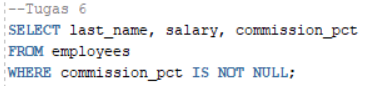 --Tugas 6
SELECT last_name, salary, commission_pct
FROM employees
WHERE commission_pct IS NOT NULL;